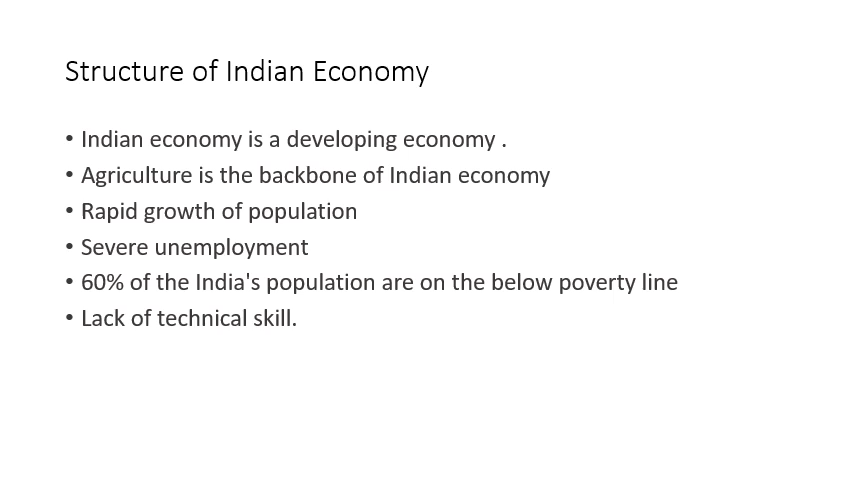 Structure of Indian Economy
• Indian economy is a developing economy .
• Agriculture is the backbone of Indian economy
• Rapid growth of population
• Severe unemployment
• 60% of the India's population are on the below poverty line
• Lack of technical skill.